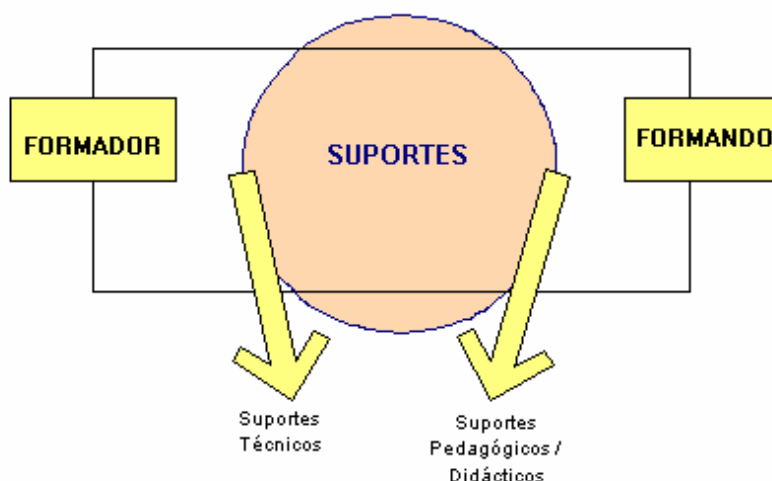 FORMADOR
SUPORTES
FORMANDO
Suportes
Técnicos
Suportes
Pedagógicos /
Didácticos